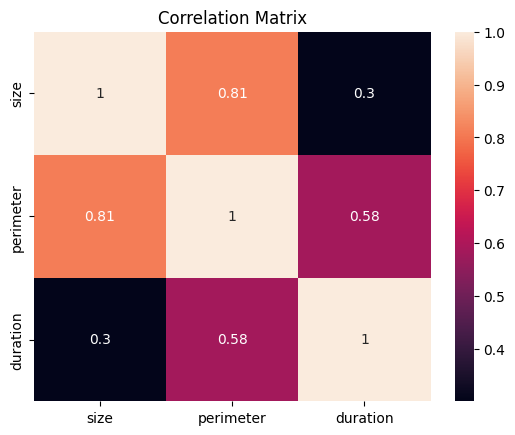 Correlation Matrix
size 1 0.81 0.3
perimeter 0.81 1 0.58
duration 0.3 0.58 1
size perimeter duration
1.0
0.9
0.8
0.7
0.6
0.5
0.4